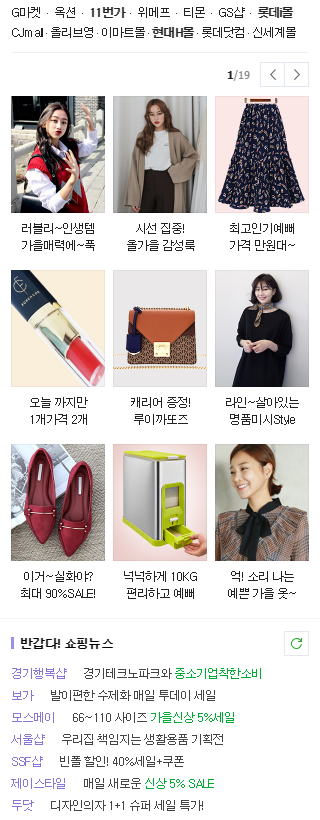 G마켓 · 옥션 · 11번가 · 위메프 · 티몬 · GS샵 · 롯데i몰
CJmall · 올리브영 · 이마트몰 · 현대H몰 · 롯데닷컴 · 신세계몰
1/19
러블리~인생템 시선 집중! 최고인기예뻐
가을매력에~푹 올가을 감성룩 가격 만원대~
오늘 까지만 캐리어 증정! 라인~살아있는
1개가격 2개 루이까또즈 명품미시Style
이거~실화야? 넉넉하게 10KG 억! 소리 나는
최대 90%SALE! 편리하고 예뻐 예쁜 가을 옷~
반갑다! 쇼핑뉴스
경기행복샵 경기테크노파크와 중소기업착한소비
보가 발이편한 수제화 매일 투데이 세일
모스메이 66~110 사이즈 가을신상 5%세일
서울샵 우리집 책임지는 생활용품 기획전
SSF샵 빈폴 할인! 40%세일+쿠폰
제이스타일 매일 새로운 신상 5% SALE
두닷 디자인의자 1+1 슈퍼 세일 특가!